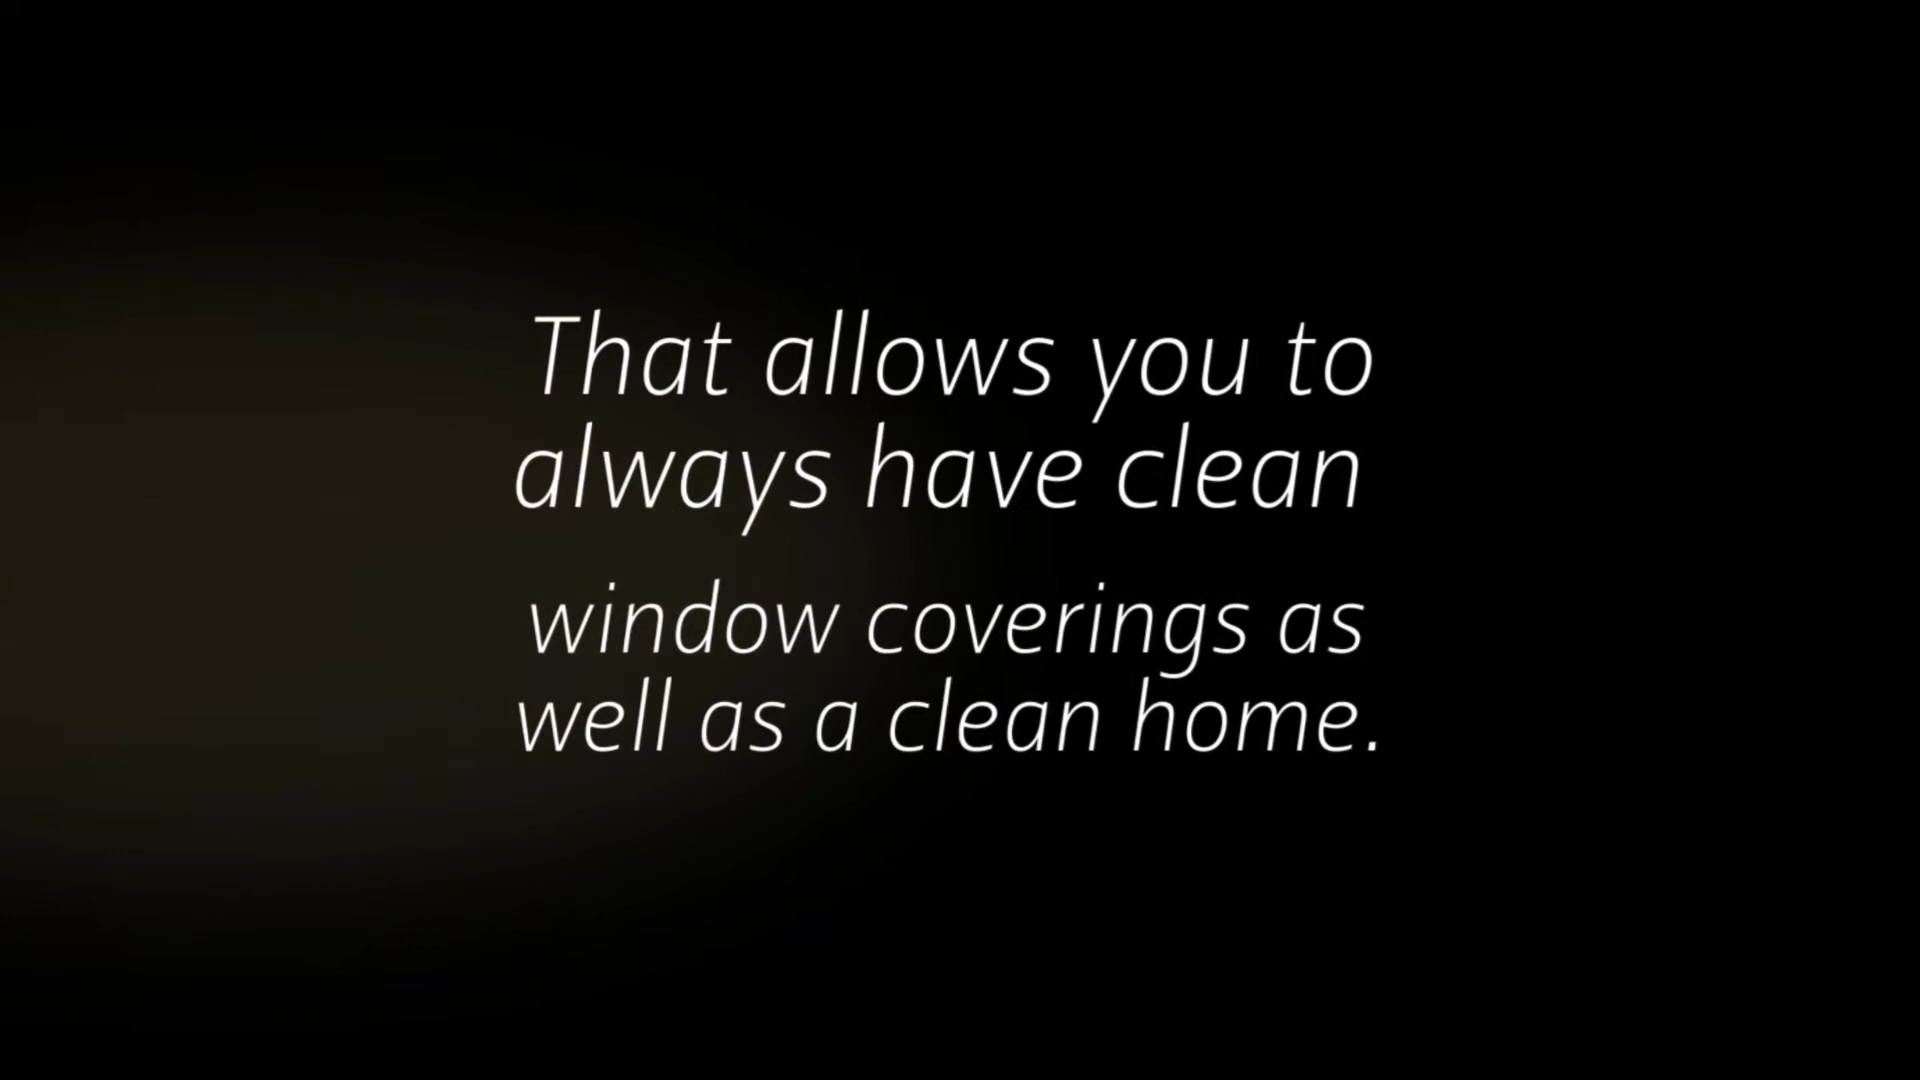 That allows you to
always have clean
window coverings as
well as a clean home.